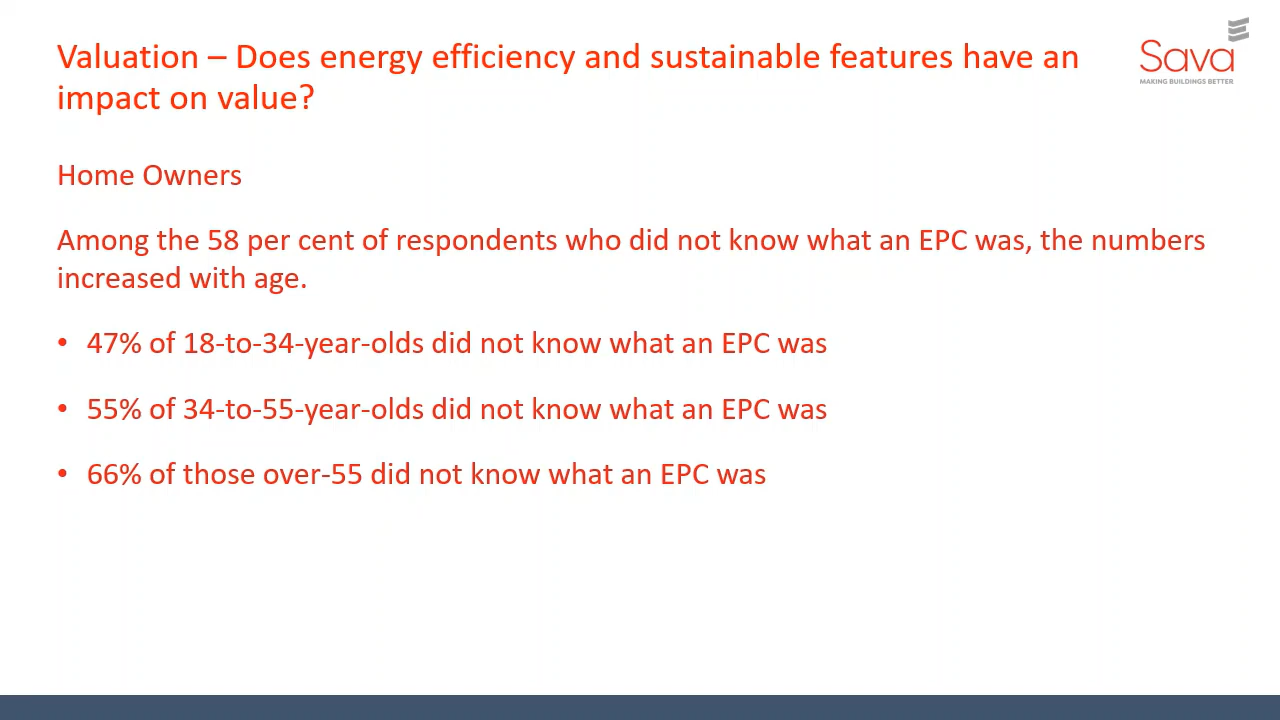 Valuation – Does energy efficiency and sustainable features have an
impact on value?
Sava
MAKING BUILDINGS BETTER
Home Owners
Among the 58 per cent of respondents who did not know what an EPC was, the numbers
increased with age.
• 47% of 18-to-34-year-olds did not know what an EPC was
• 55% of 34-to-55-year-olds did not know what an EPC was
• 66% of those over-55 did not know what an EPC was